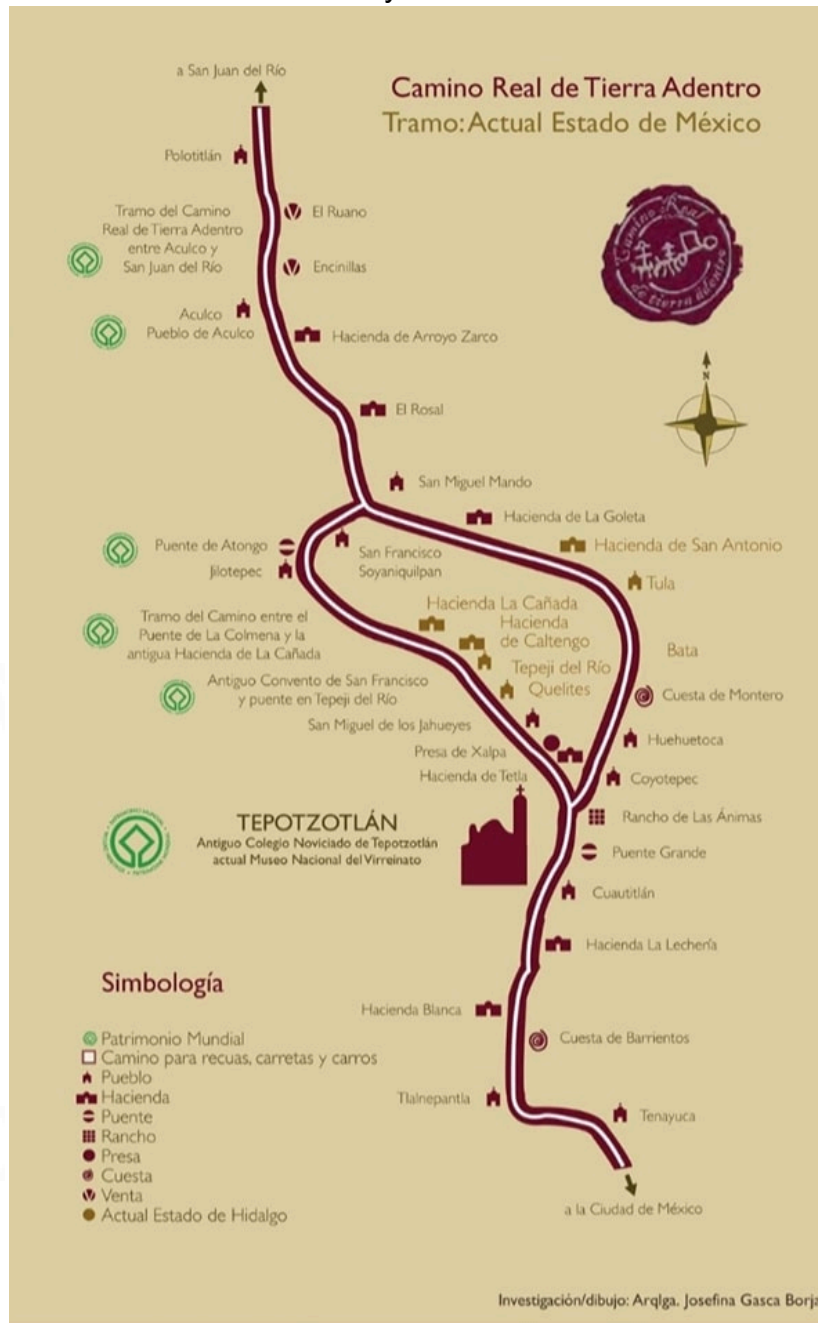 a San Juan del Río
Camino Real de Tierra Adentro
Tramo: Actual Estado de México
Polotitlán
Tramo del Camino
Real de Tierra Adentro
entre Aculco y
San Juan del Río
El Ruano
Encinillas
Camino Real
de tierra adentro
Aculco
Pueblo de Aculco
Hacienda de Arroyo Zarco
N
El Rosal
San Miguel Mando
Hacienda de La Goleta
Puente de Atongo
Jilotepec
San Francisco
Soyaniquilpan
Hacienda de San Antonio
Tula
Tramo del Camino entre el
Puente de La Colmena y la
antigua Hacienda de La Cañada
Hacienda La Cañada
Hacienda
de Caltengo
Tepeji del Río
Quelites
Bata
Antiguo Convento de San Francisco
y puente en Tepeji del Río
Cuesta de Montero
San Miguel de los Jahueyes
Huehuetoca
Presa de Xalpa
Hacienda de Tetla
Coyotepec
TEPOTZOTLÁN
Antiguo Colegio Noviciado de Tepotzotlán
actual Museo Nacional del Virreinato
Rancho de Las Ánimas
Puente Grande
Cuautitlán
Hacienda La Lechería
Hacienda Blanca
Cuesta de Barrientos
Tlalnepantla
Tenayuca
a la Ciudad de México
Simbología
Patrimonio Mundial
Camino para recuas, carretas y carros
Pueblo
Hacienda
Puente
Rancho
Presa
Cuesta
Venta
Actual Estado de Hidalgo
Investigación/dibujo: Arqlga. Josefina Gasca Borja